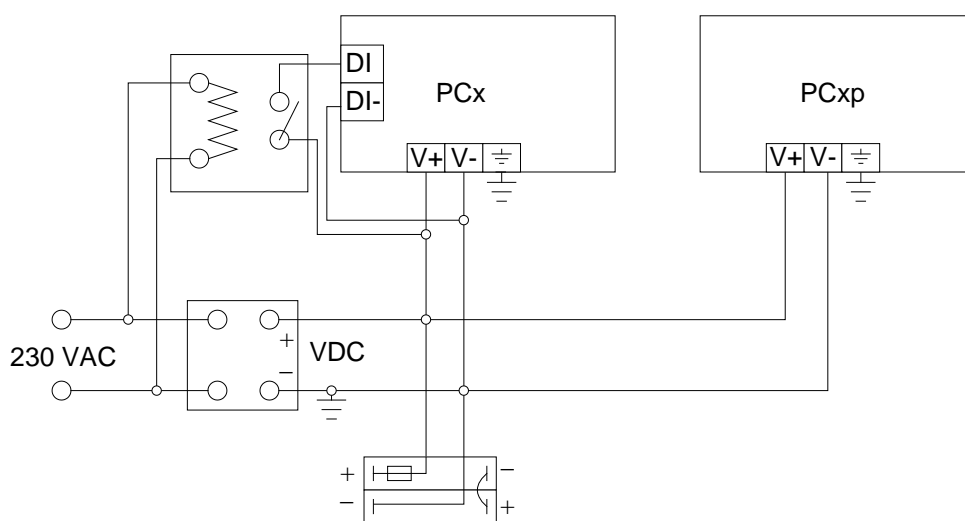 DI
DI-
PCx
PCxp
V+ V- 
V+ V-
230 VAC
+
VDC
–
+ –
– +